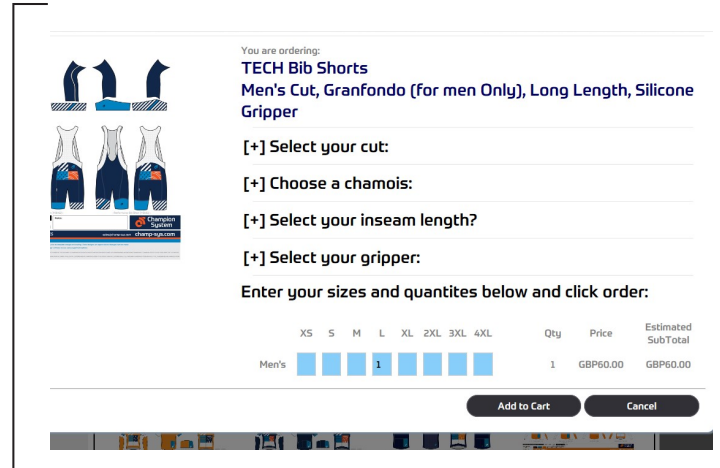 You are ordering:
TECH Bib Shorts
Men's Cut, Granfondo (for men Only), Long Length, Silicone
Gripper
[+] Select your cut:
[+] Choose a chamois:
[+] Select your inseam length?
[+] Select your gripper:
Champion
System
champ-sys.com
Enter your sizes and quantites below and click order:
XS S M L XL 2XL 3XL 4XL Qty Price Estimated
SubTotal
Men's 1 1 GBP60.00 GBP60.00
Add to Cart Cancel